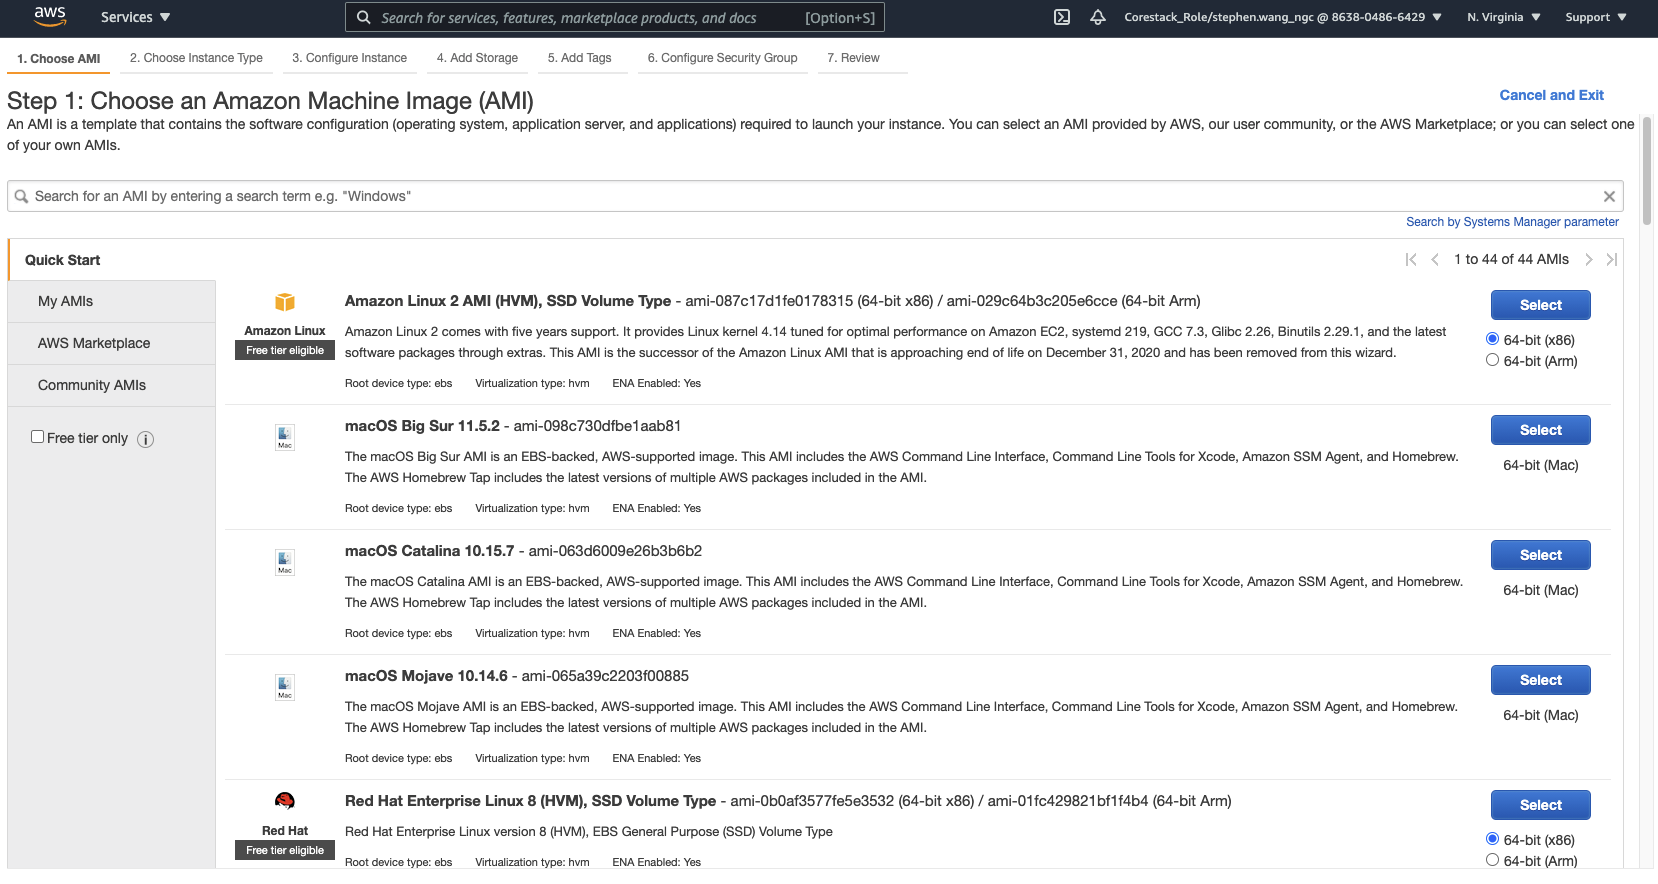 aws
Services
Search for services, features, marketplace products, and docs [Option+S]
Corestack_Role/stephen.wang_ngc @ 8638-0486-6429
N. Virginia
Support
1. Choose AMI
2. Choose Instance Type
3. Configure Instance
4. Add Storage
5. Add Tags
6. Configure Security Group
7. Review
Step 1: Choose an Amazon Machine Image (AMI)
Cancel and Exit
An AMI is a template that contains the software configuration (operating system, application server, and applications) required to launch your instance. You can select an AMI provided by AWS, our user community, or the AWS Marketplace; or you can select one
of your own AMIs.
Search for an AMI by entering a search term e.g. "Windows"
Search by Systems Manager parameter
Quick Start
My AMIs
AWS Marketplace
Community AMIs
Free tier only
1 to 44 of 44 AMIs
Amazon Linux
Free tier eligible
Amazon Linux 2 AMI (HVM), SSD Volume Type - ami-087c17d1fe0178315 (64-bit x86) / ami-029c64b3c205e6cce (64-bit Arm)
Amazon Linux 2 comes with five years support. It provides Linux kernel 4.14 tuned for optimal performance on Amazon EC2, systemd 219, GCC 7.3, Glibc 2.26, Binutils 2.29.1, and the latest
software packages through extras. This AMI is the successor of the Amazon Linux AMI that is approaching end of life on December 31, 2020 and has been removed from this wizard.
Root device type: ebs Virtualization type: hvm ENA Enabled: Yes
Select
64-bit (x86)
64-bit (Arm)
Mac
macOS Big Sur 11.5.2 - ami-098c730dfbe1aab81
The macOS Big Sur AMI is an EBS-backed, AWS-supported image. This AMI includes the AWS Command Line Interface, Command Line Tools for Xcode, Amazon SSM Agent, and Homebrew.
The AWS Homebrew Tap includes the latest versions of multiple AWS packages included in the AMI.
Root device type: ebs Virtualization type: hvm ENA Enabled: Yes
Select
64-bit (Mac)
Mac
macOS Catalina 10.15.7 - ami-063d6009e26b3b6b2
The macOS Catalina AMI is an EBS-backed, AWS-supported image. This AMI includes the AWS Command Line Interface, Command Line Tools for Xcode, Amazon SSM Agent, and Homebrew.
The AWS Homebrew Tap includes the latest versions of multiple AWS packages included in the AMI.
Root device type: ebs Virtualization type: hvm ENA Enabled: Yes
Select
64-bit (Mac)
Mac
macOS Mojave 10.14.6 - ami-065a39c2203f00885
The macOS Mojave AMI is an EBS-backed, AWS-supported image. This AMI includes the AWS Command Line Interface, Command Line Tools for Xcode, Amazon SSM Agent, and Homebrew.
The AWS Homebrew Tap includes the latest versions of multiple AWS packages included in the AMI.
Root device type: ebs Virtualization type: hvm ENA Enabled: Yes
Select
64-bit (Mac)
Red Hat
Free tier eligible
Red Hat Enterprise Linux 8 (HVM), SSD Volume Type - ami-0b0af3577fe5e3532 (64-bit x86) / ami-01fc429821bf1f4b4 (64-bit Arm)
Red Hat Enterprise Linux version 8 (HVM), EBS General Purpose (SSD) Volume Type
Root device type: ebs Virtualization type: hvm ENA Enabled: Yes
Select
64-bit (x86)
64-bit (Arm)